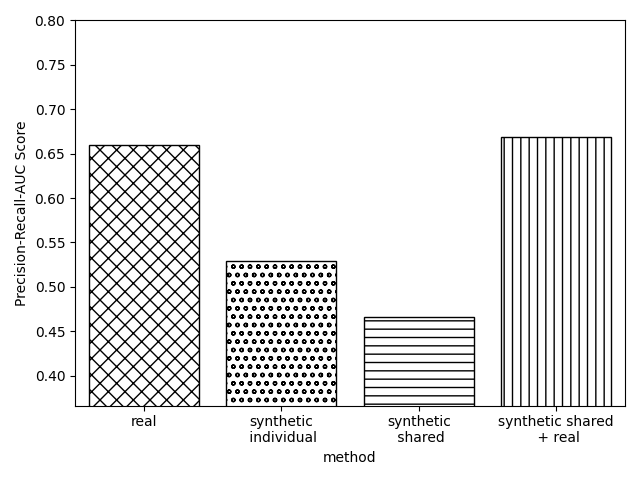 0.80
0.75
0.70
0.65
0.60
0.55
0.50
0.45
0.40
Precision-Recall-AUC Score
real
synthetic
individual
synthetic
shared
synthetic shared
+ real
method